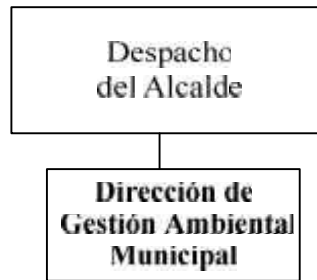 Despacho
del Alcalde
Dirección de
Gestión Ambiental
Municipal